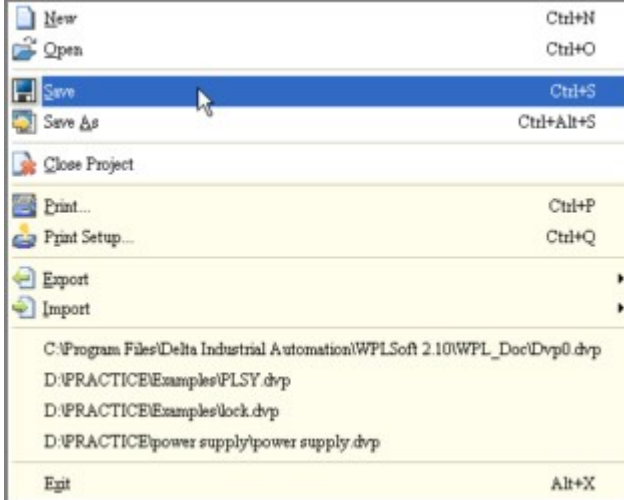 New Ctrl+N
Open Ctrl+O
Save Ctrl+S
Save As Ctrl+Alt+S
Close Project
Print... Ctrl+P
Print Setup... Ctrl+Q
Export
Import
C:\Program Files\Delta Industrial Automation\WPLSoft 2.10\WPL_Doc\Dvp0.dvp
D:\PRACTICE\Examples\PLSY.dvp
D:\PRACTICE\Examples\lock.dvp
D:\PRACTICE\power supply\power supply.dvp
Exit Alt+X